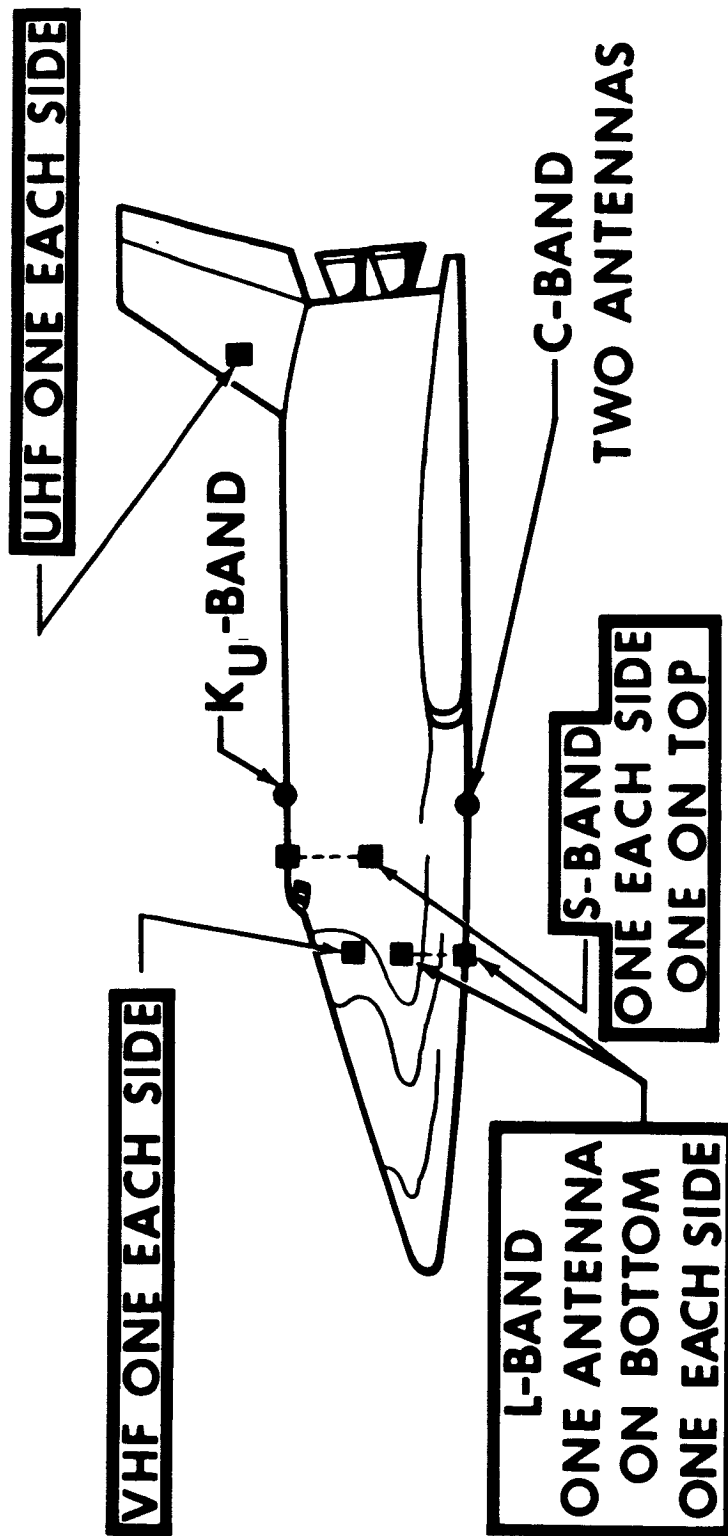 VHF ONE EACH SIDE
UHF ONE EACH SIDE
KU-BAND
L-BAND
ONE ANTENNA
ON BOTTOM
ONE EACH SIDE
S-BAND
ONE EACH SIDE
ONE ON TOP
C-BAND
TWO ANTENNAS